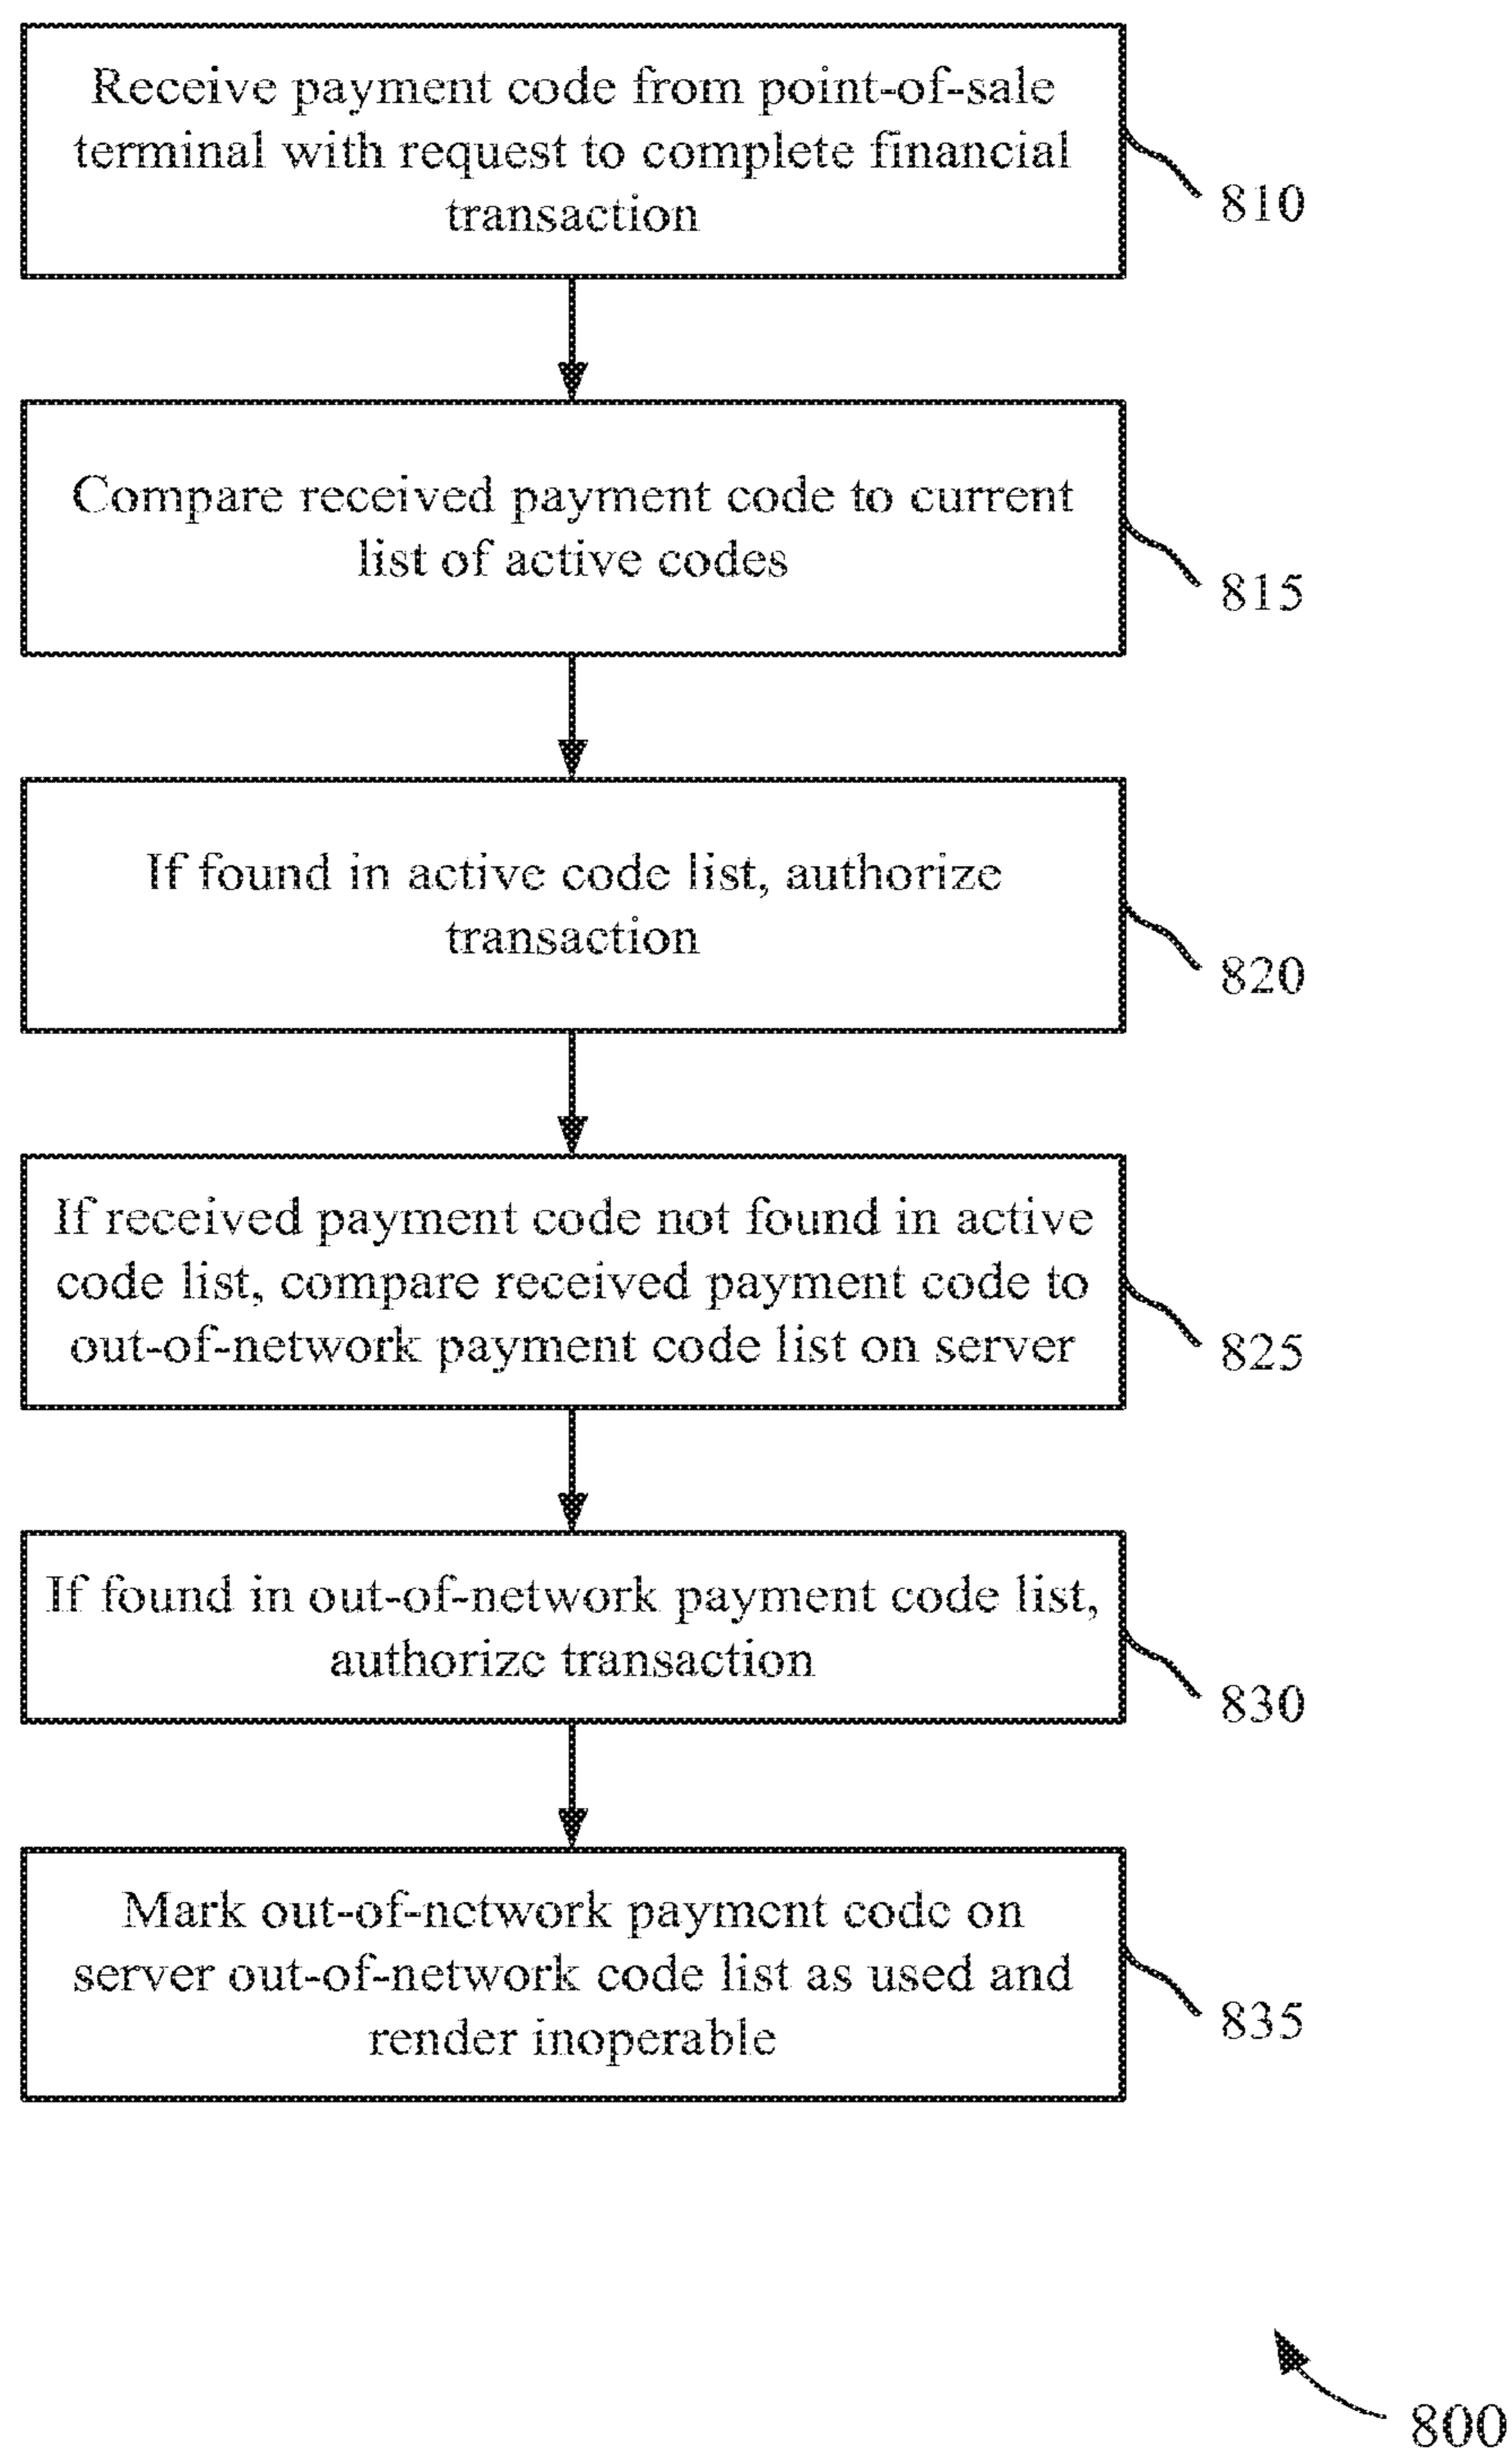 Receive payment code from point-of-sale
terminal with request to complete financial
transaction
810
Compare received payment code to current
list of active codes
815
If found in active code list, authorize
transaction
820
If received payment code not found in active
code list, compare received payment code to
out-of-network payment code list on server
825
If found in out-of-network payment code list,
authorize transaction
830
Mark out-of-network payment code on
server out-of-network code list as used and
render inoperable
835
800